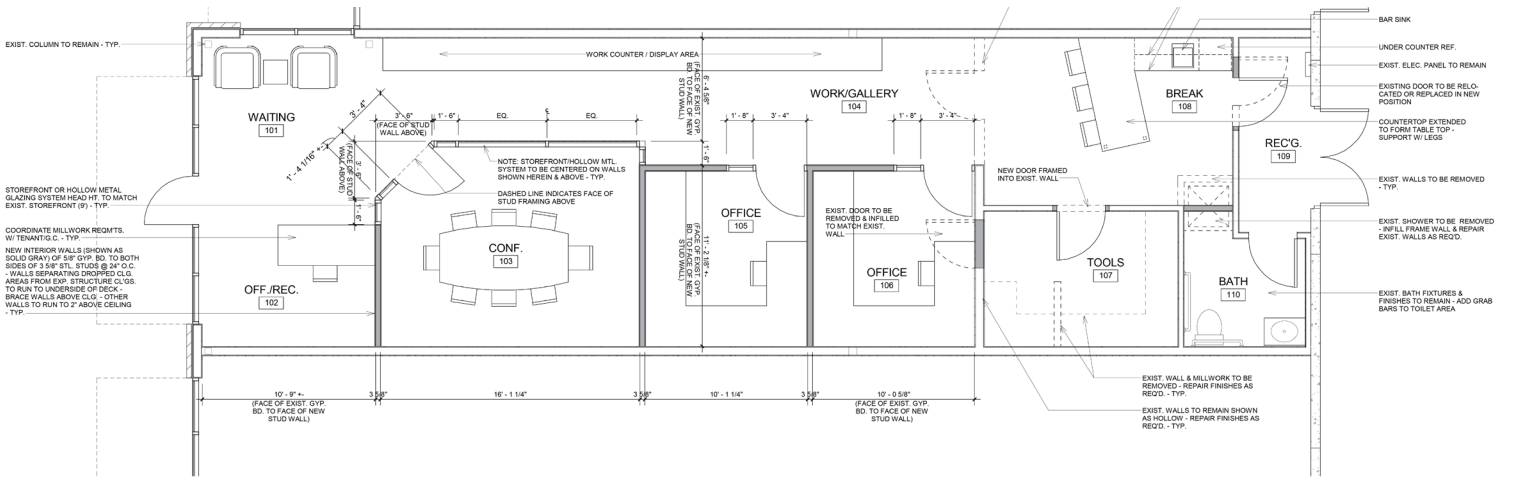 BAR SINK
EXIST. COLUMN TO REMAIN - TYP.
WORK COUNTER / DISPLAY AREA
UNDER COUNTER REF.
EXIST. ELEC. PANEL TO REMAIN
EXISTING DOOR TO BE RELO-
CATED OR REPLACED IN NEW
POSITION
WAITING
101
WORK/GALLERY
104
BREAK
108
COUNTERTOP EXTENDED
TO FORM TABLE TOP -
SUPPORT W/ LEGS
REC'G.
109
3' - 4"
1' - 4 1/16" +-
3' - 6"
(FACE OF STUD
WALL ABOVE)
1' - 6"
EQ.
EQ.
3' - 6"
(FACE OF STUD
WALL ABOVE)
1' - 6"
6' - 4 5/8"
(FACE OF EXIST. GYP.
BD. TO FACE OF NEW
STUD WALL)
1' - 6"
1' - 8"
3' - 4"
1' - 8"
3' - 4"
NOTE: STOREFRONT/HOLLOW MTL.
SYSTEM TO BE CENTERED ON WALLS
SHOWN HEREIN & ABOVE - TYP.
DASHED LINE INDICATES FACE OF
STUD FRAMING ABOVE
NEW DOOR FRAMED
INTO EXIST. WALL
EXIST. WALLS TO BE REMOVED
- TYP.
STOREFRONT OR HOLLOW METAL
GLAZING SYSTEM HEAD HT. TO MATCH
EXIST. STOREFRONT (9') - TYP.
OFFICE
105
EXIST. DOOR TO BE
REMOVED & INFILLED
TO MATCH EXIST.
WALL
EXIST. SHOWER TO BE REMOVED
- INFILL FRAME WALL & REPAIR
EXIST. WALLS AS REQ'D.
COORDINATE MILLWORK REQMTS.
W/ TENANT/G.C. - TYP.
NEW INTERIOR WALLS (SHOWN AS
SOLID GRAY) OF 5/8" GYP. BD. TO BOTH
SIDES OF 3 5/8" STL. STUDS @ 24" O.C.
- WALLS SEPARATING DROPPED CLG.
AREAS FROM EXP. STRUCTURE CL'GS.
TO RUN TO UNDERSIDE OF DECK -
BRACE WALLS ABOVE CLG. - OTHER
WALLS TO RUN TO 2" ABOVE CEILING
- TYP.
CONF.
103
11' - 2 1/8" +-
(FACE OF EXIST. GYP.
BD. TO FACE OF NEW
STUD WALL)
OFFICE
106
TOOLS
107
OFF./REC.
102
BATH
110
EXIST. BATH FIXTURES &
FINISHES TO REMAIN - ADD GRAB
BARS TO TOILET AREA
10' - 9" +-
(FACE OF EXIST. GYP.
BD. TO FACE OF NEW
STUD WALL)
3 5/8"
16' - 1 1/4"
3 5/8"
10' - 1 1/4"
3 5/8"
10' - 0 5/8"
(FACE OF EXIST. GYP.
BD. TO FACE OF NEW
STUD WALL)
EXIST. WALL & MILLWORK TO BE
REMOVED - REPAIR FINISHES AS
REQ'D. - TYP.
EXIST. WALLS TO REMAIN SHOWN
AS HOLLOW - REPAIR FINISHES AS
REQ'D. - TYP.